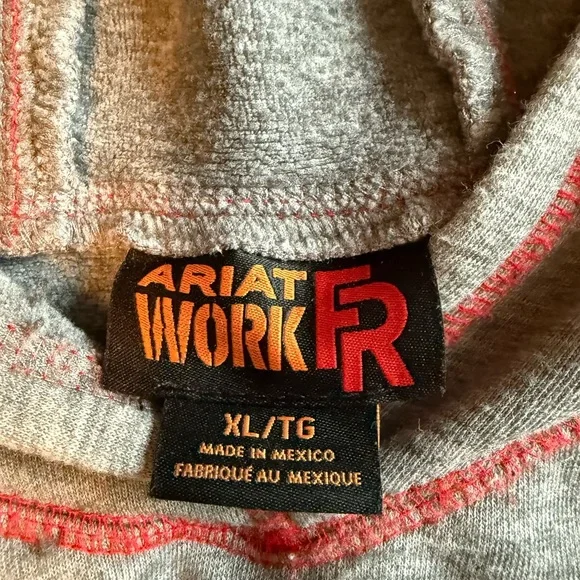 ARIAT
WORK FR
XL/TG
MADE IN MEXICO
FABRIQUÉ AU MEXIQUE